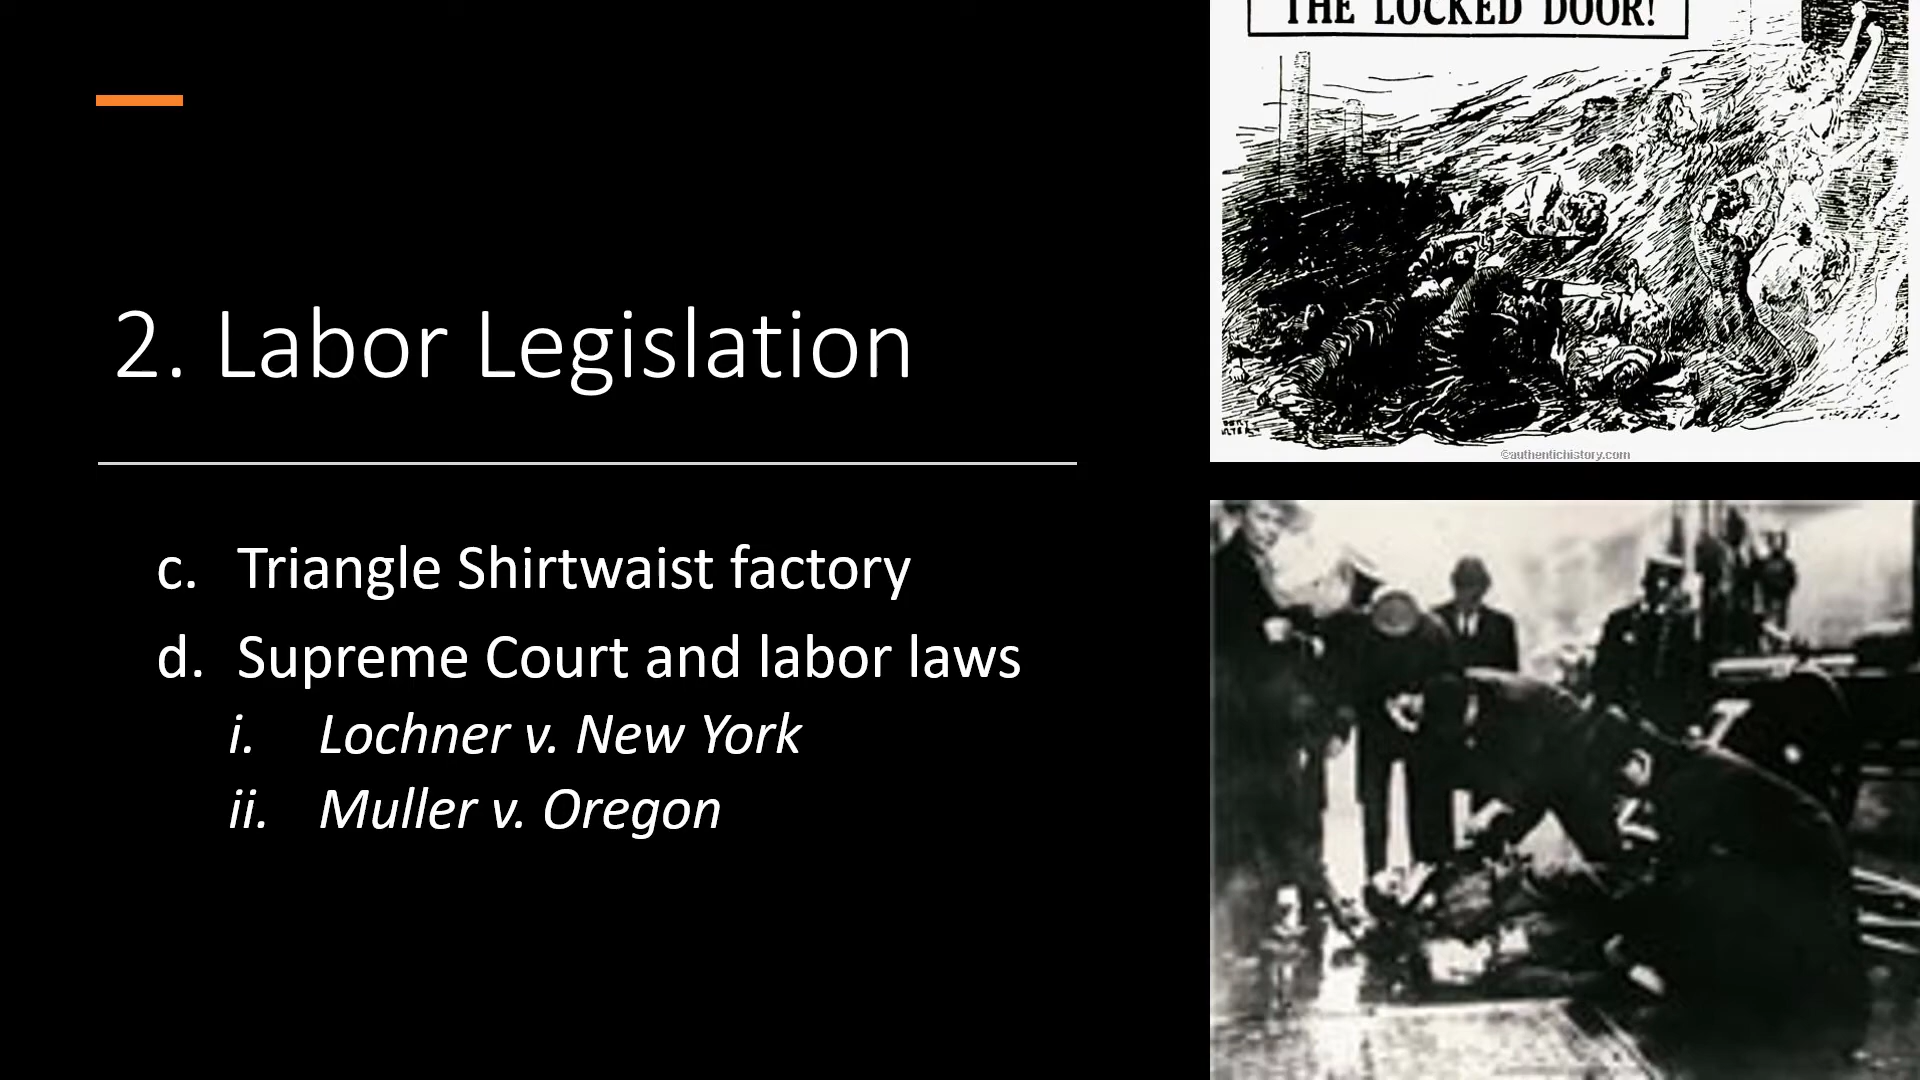 THE LOCKED DOOR!
2. Labor Legislation
c. Triangle Shirtwaist factory
d. Supreme Court and labor laws
i. Lochner v. New York
ii. Muller v. Oregon
©authentichistory.com